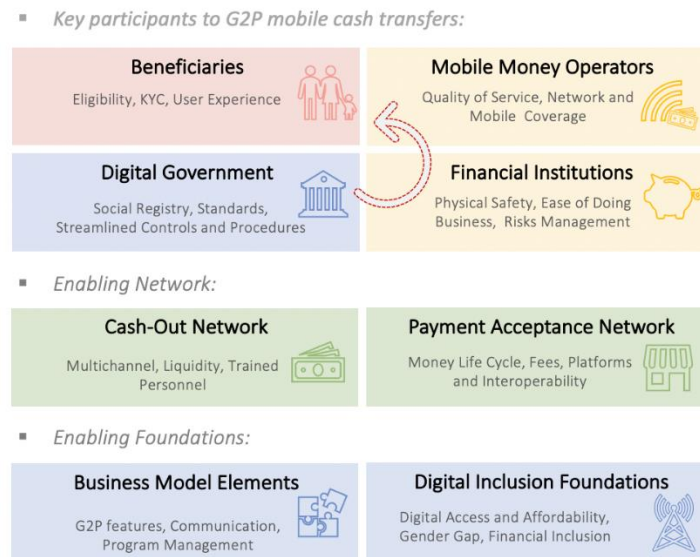 ▪ Key participants to G2P mobile cash transfers:
Beneficiaries
Eligibility, KYC, User Experience
Mobile Money Operators
Quality of Service, Network and
Mobile Coverage
Digital Government
Social Registry, Standards,
Streamlined Controls and Procedures
Financial Institutions
Physical Safety, Ease of Doing
Business, Risks Management
▪ Enabling Network:
Cash-Out Network
Multichannel, Liquidity, Trained
Personnel
Payment Acceptance Network
Money Life Cycle, Fees, Platforms
and Interoperability
▪ Enabling Foundations:
Business Model Elements
G2P features, Communication,
Program Management
Digital Inclusion Foundations
Digital Access and Affordability,
Gender Gap, Financial Inclusion